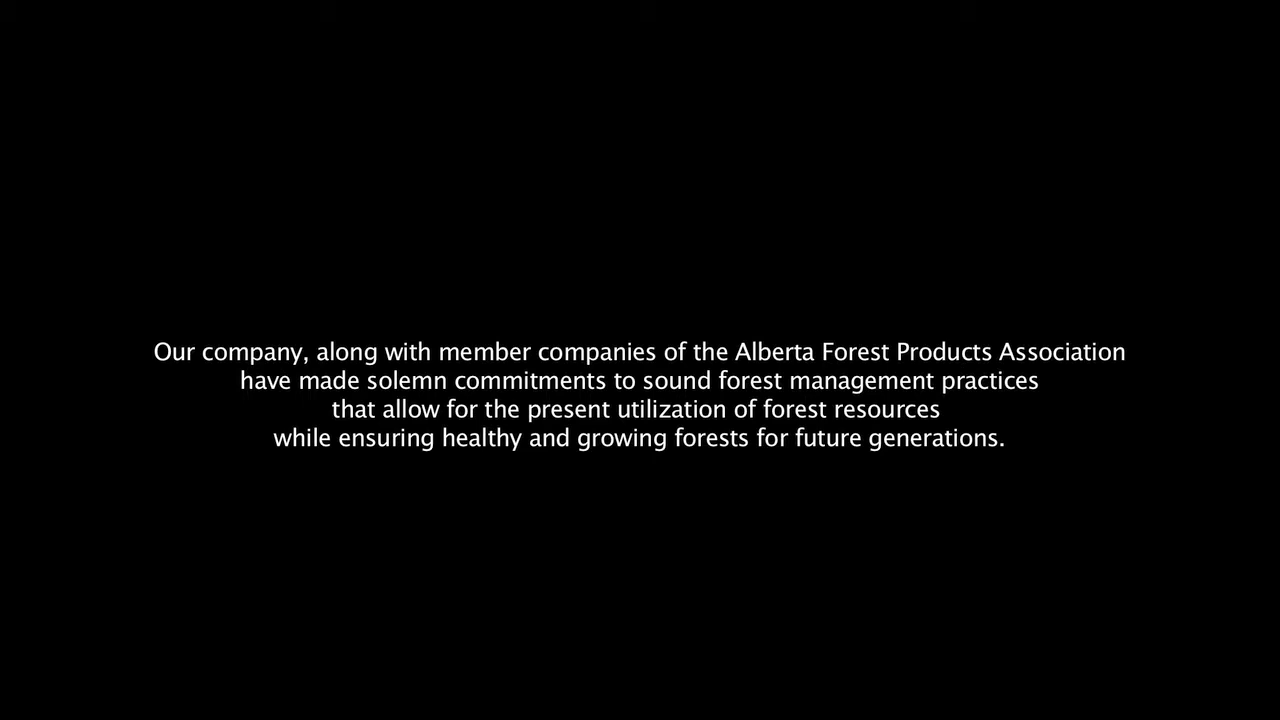 Our company, along with member companies of the Alberta Forest Products Association
have made solemn commitments to sound forest management practices
that allow for the present utilization of forest resources
while ensuring healthy and growing forests for future generations.